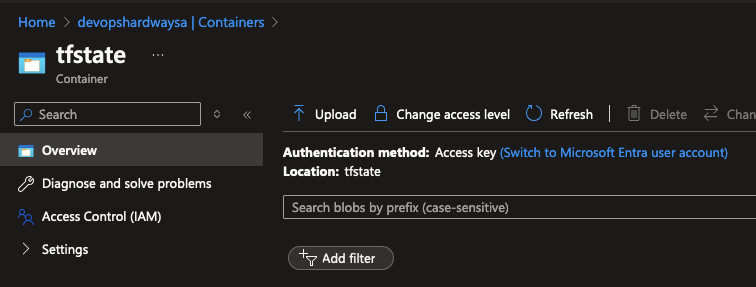 Home > devopshardwaysa | Containers >
tfstate ...
Container
Search
Upload Change access level Refresh Delete Chan
Overview
Authentication method: Access key (Switch to Microsoft Entra user account)
Diagnose and solve problems
Location: tfstate
Access Control (IAM)
Search blobs by prefix (case-sensitive)
Settings
Add filter